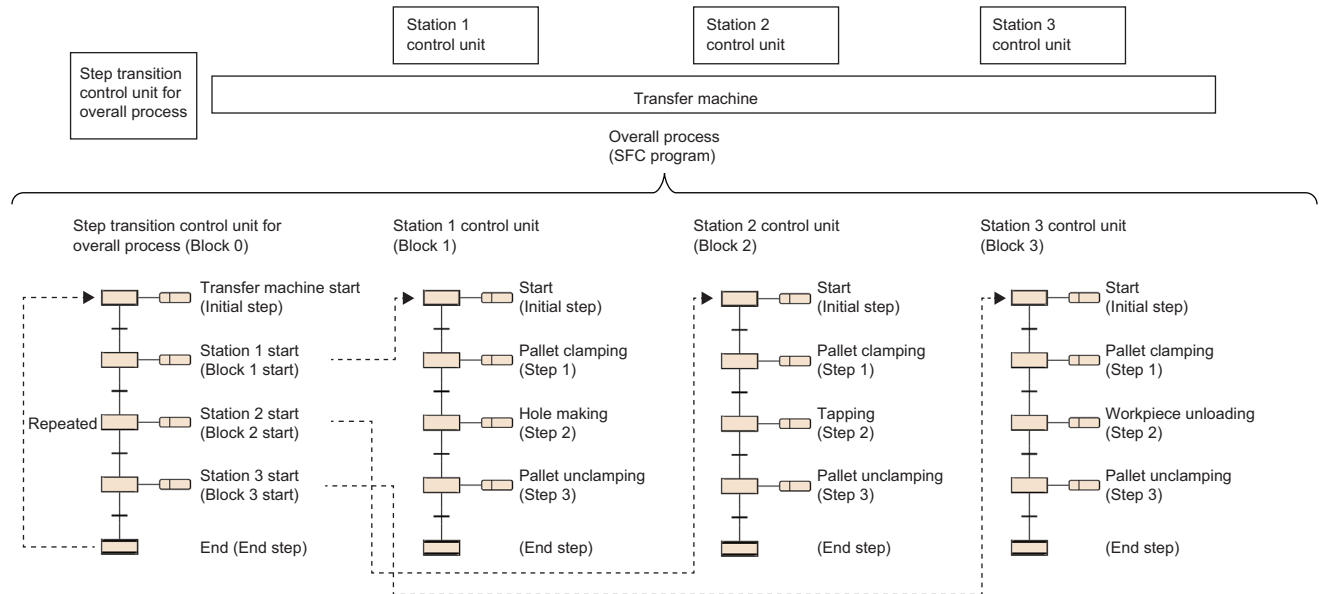 Station 1
control unit
Station 2
control unit
Station 3
control unit
Step transition
control unit for
overall process
Transfer machine
Overall process
(SFC program)
Step transition control unit for
overall process (Block 0)
Transfer machine start
(Initial step)
Station 1 start
(Block 1 start)
Repeated
Station 2 start
(Block 2 start)
Station 3 start
(Block 3 start)
End (End step)
Station 1 control unit
(Block 1)
Start
(Initial step)
Pallet clamping
(Step 1)
Hole making
(Step 2)
Pallet unclamping
(Step 3)
(End step)
Station 2 control unit
(Block 2)
Start
(Initial step)
Pallet clamping
(Step 1)
Tapping
(Step 2)
Pallet unclamping
(Step 3)
(End step)
Station 3 control unit
(Block 3)
Start
(Initial step)
Pallet clamping
(Step 1)
Workpiece unloading
(Step 2)
Pallet unclamping
(Step 3)
(End step)